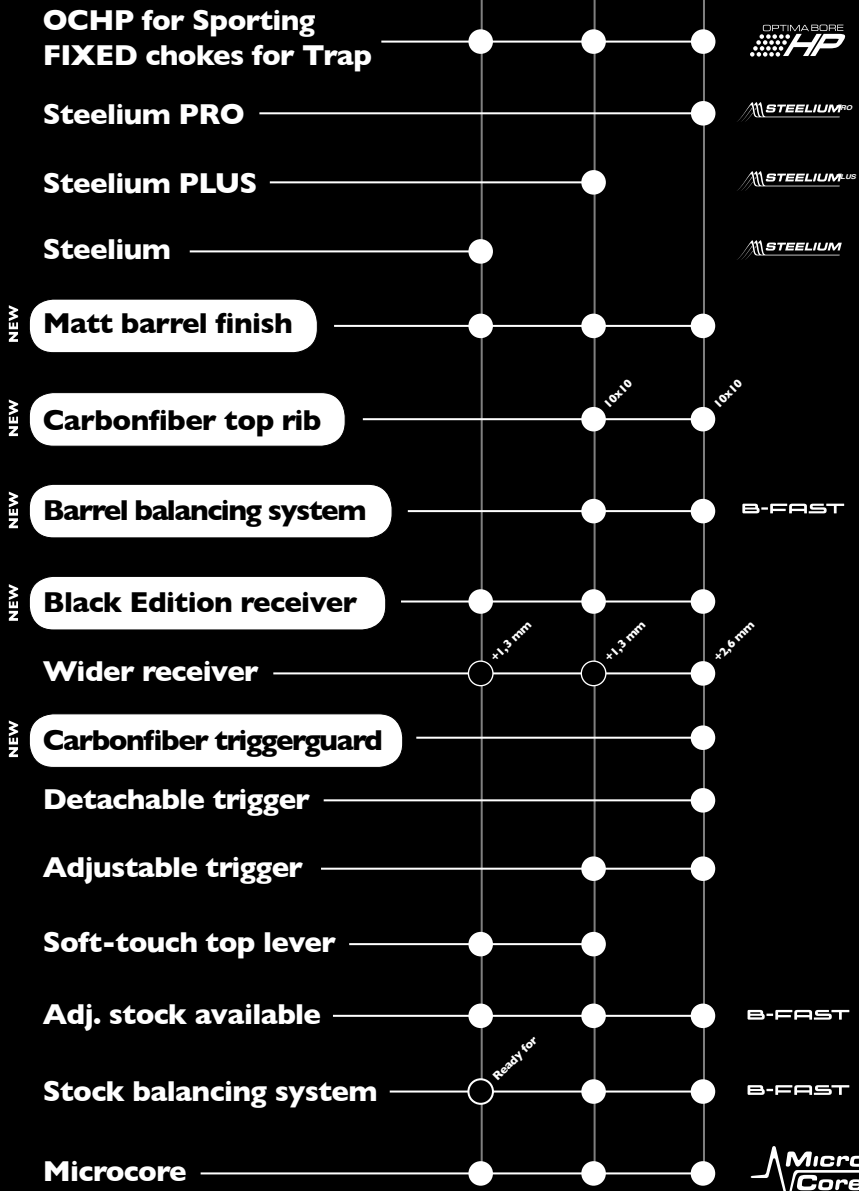 OCHP for Sporting
FIXED chokes for Trap
OPTIMABORE
HP
Steelium PRO
STEELIUM PRO
Steelium PLUS
STEELIUM PLUS
Steelium
STEELIUM
NEW
Matt barrel finish
NEW
Carbonfiber top rib
10x10
10x10
NEW
Barrel balancing system
B-FAST
NEW
Black Edition receiver
Wider receiver
+1,3 mm
+1,3 mm
+2,6 mm
NEW
Carbonfiber triggerguard
Detachable trigger
Adjustable trigger
Soft-touch top lever
Adj. stock available
B-FAST
Stock balancing system
Ready for
B-FAST
Microcore
Micro
Core